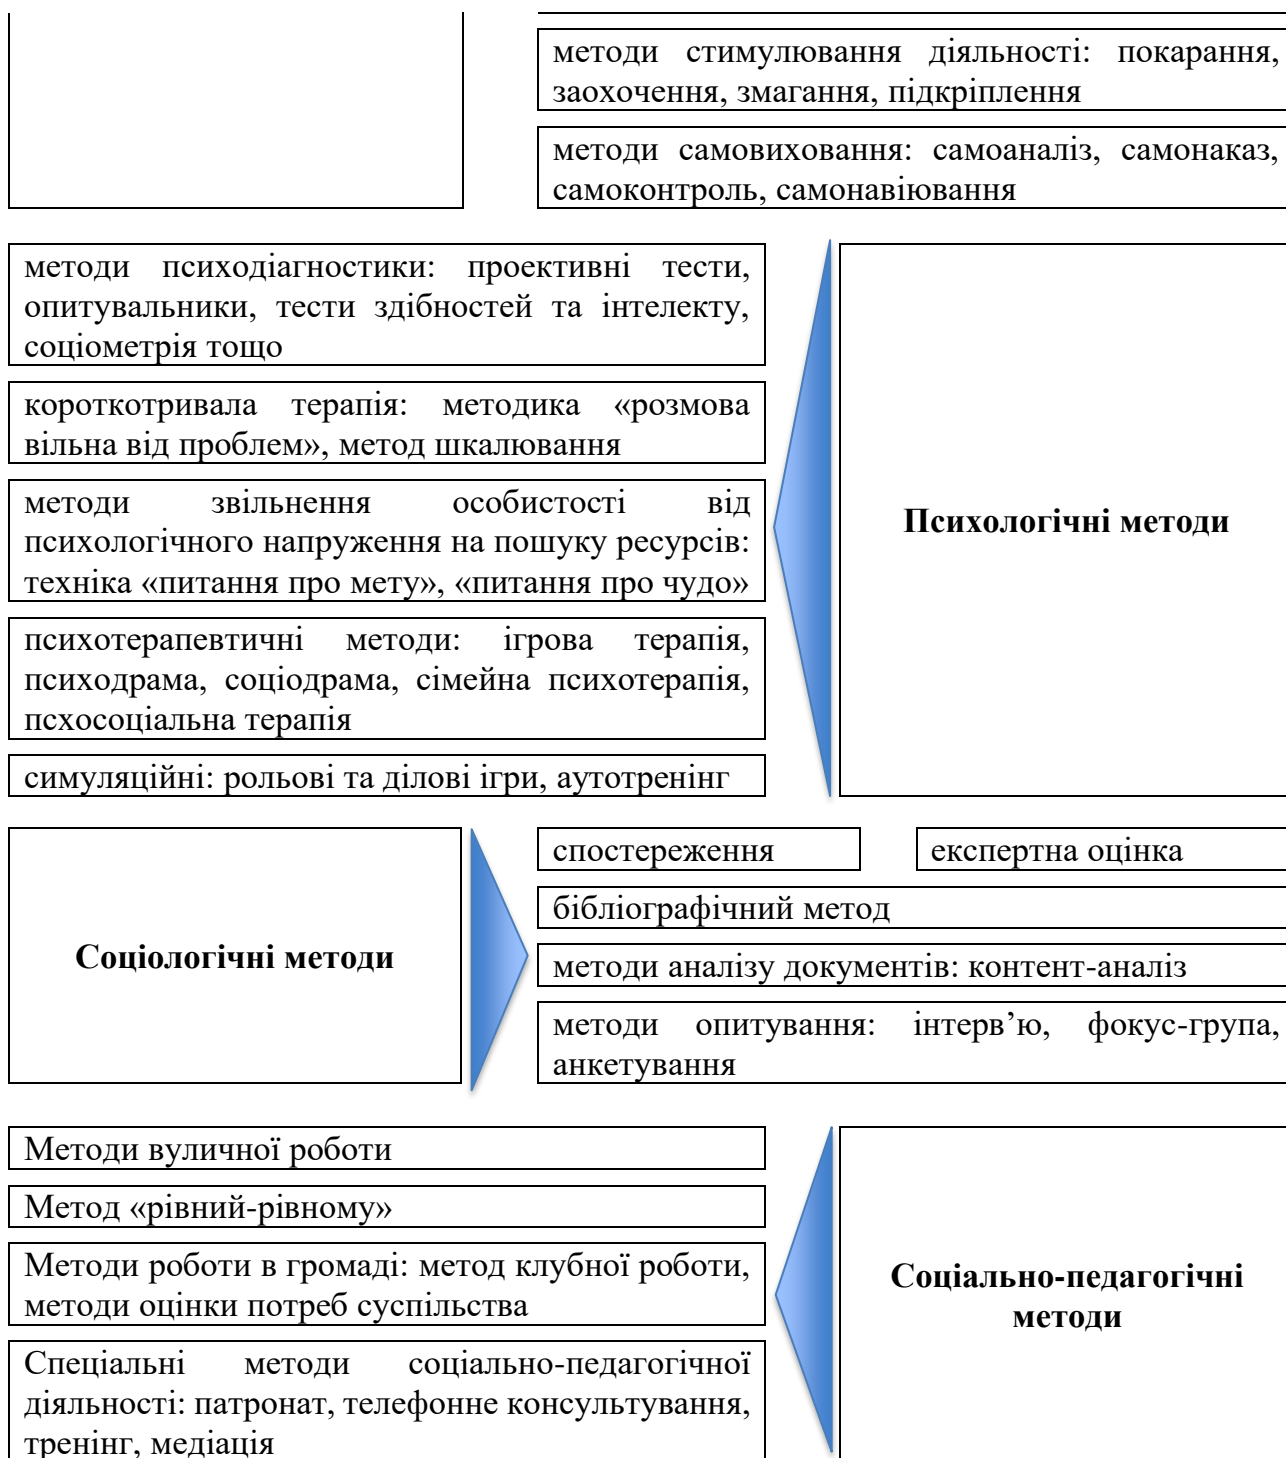 методи стимулювання діяльності: покарання,
заохочення, змагання, підкріплення
методи самовиховання: самоаналіз, самонаказ,
самоконтроль, самонавіювання
методи психодіагностики: проективні тести,
опитувальники, тести здібностей та інтелекту,
соціометрія тощо
короткотривала терапія: методика «розмова
вільна від проблем», метод шкалювання
методи звільнення особистості від
психологічного напруження на пошуку ресурсів:
техніка «питання про мету», «питання про чудо»
психотерапевтичні методи: ігрова терапія,
психодрама, соціодрама, сімейна психотерапія,
псхосоціальна терапія
симуляційні: рольові та ділові ігри, аутотренінг
Психологічні методи
Соціологічні методи
спостереження
експертна оцінка
бібліографічний метод
методи аналізу документів: контент-аналіз
методи опитування: інтерв’ю, фокус-група,
анкетування
Методи вуличної роботи
Метод «рівний-рівному»
Методи роботи в громаді: метод клубної роботи,
методи оцінки потреб суспільства
Спеціальні методи соціально-педагогічної
діяльності: патронат, телефонне консультування,
тренінг, медіація
Соціально-педагогічні
методи